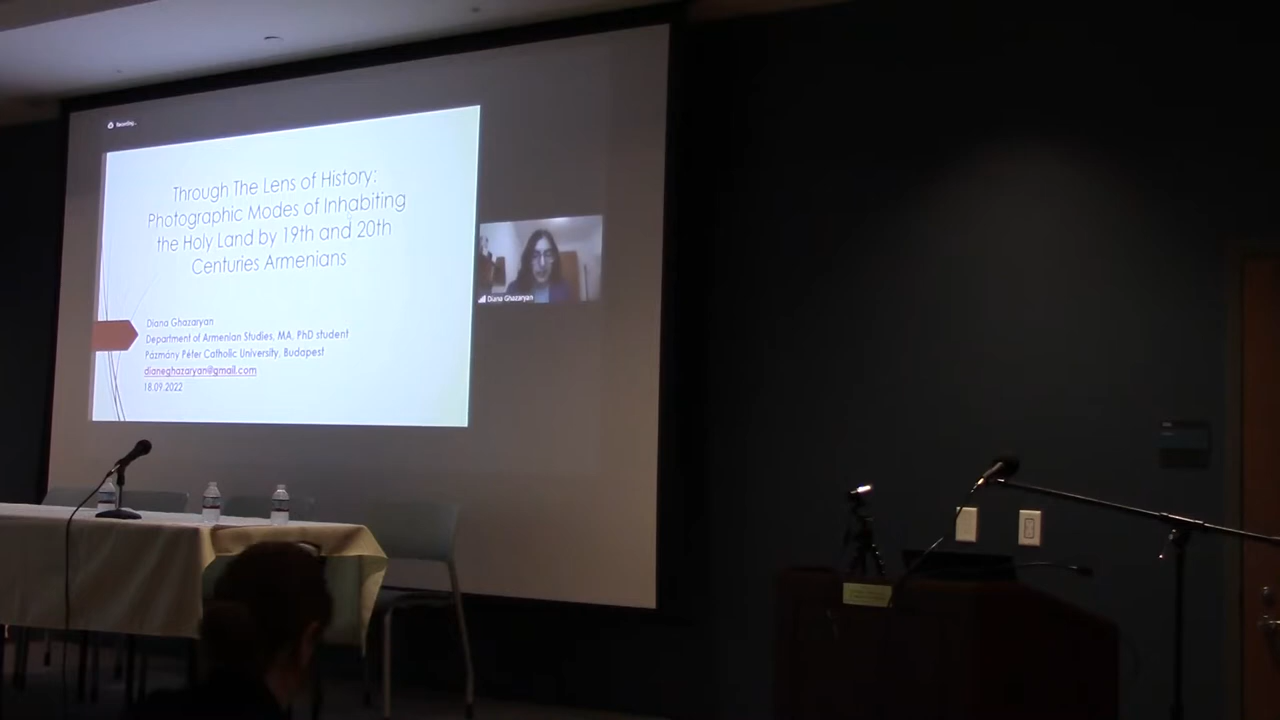 Recording...
Through The Lens of History:
Photographic Modes of Inhabiting
the Holy Land by 19th and 20th
Centuries Armenians
Diana Ghazaryan
Department of Armenian Studies, MA, PhD student
Pázmány Péter Catholic University, Budapest
dianeghazaryan@gmail.com
18.09.2022
Diana Ghazaryan